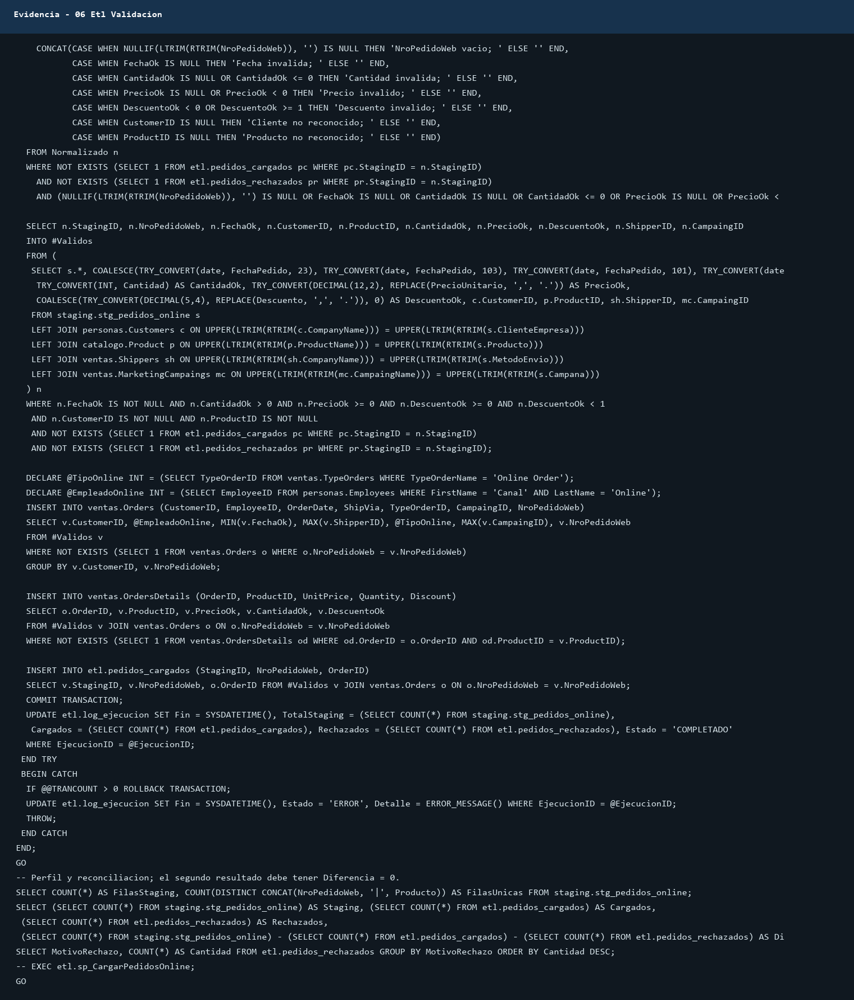 Evidencia - 06 Etl Validacion
CONCAT(CASE WHEN NULLIF(LTRIM(RTRIM(NroPedidoWeb)), '') IS NULL THEN 'NroPedidoWeb vacio; ' ELSE '' END,
CASE WHEN FechaOk IS NULL THEN 'Fecha invalida; ' ELSE '' END,
CASE WHEN CantidadOk IS NULL OR CantidadOk <= 0 THEN 'Cantidad invalida; ' ELSE '' END,
CASE WHEN PrecioOk IS NULL OR PrecioOk < 0 THEN 'Precio invalido; ' ELSE '' END,
CASE WHEN DescuentoOk < 0 OR DescuentoOk >= 1 THEN 'Descuento invalido; ' ELSE '' END,
CASE WHEN CustomerID IS NULL THEN 'Cliente no reconocido; ' ELSE '' END,
CASE WHEN ProductID IS NULL THEN 'Producto no reconocido; ' ELSE '' END)
FROM Normalizado n
WHERE NOT EXISTS (SELECT 1 FROM etl.pedidos_cargados pc WHERE pc.StagingID = n.StagingID)
AND NOT EXISTS (SELECT 1 FROM etl.pedidos_rechazados pr WHERE pr.StagingID = n.StagingID)
AND (NULLIF(LTRIM(RTRIM(NroPedidoWeb)), '') IS NULL OR FechaOk IS NULL OR CantidadOk IS NULL OR CantidadOk <= 0 OR PrecioOk IS NULL OR PrecioOk <
SELECT n.StagingID, n.NroPedidoWeb, n.FechaOk, n.CustomerID, n.ProductID, n.CantidadOk, n.PrecioOk, n.DescuentoOk, n.ShipperID, n.CampaingID
INTO #Validos
FROM (
SELECT s.*, COALESCE(TRY_CONVERT(date, FechaPedido, 23), TRY_CONVERT(date, FechaPedido, 103), TRY_CONVERT(date, FechaPedido, 101), TRY_CONVERT(date
TRY_CONVERT(INT, Cantidad) AS CantidadOk, TRY_CONVERT(DECIMAL(12,2), REPLACE(PrecioUnitario, ',', '.')) AS PrecioOk,
COALESCE(TRY_CONVERT(DECIMAL(5,4), REPLACE(Descuento, ',', '.')), 0) AS DescuentoOk, c.CustomerID, p.ProductID, sh.ShipperID, mc.CampaingID
FROM staging.stg_pedidos_online s
LEFT JOIN personas.Customers c ON UPPER(LTRIM(RTRIM(c.CompanyName))) = UPPER(LTRIM(RTRIM(s.ClienteEmpresa)))
LEFT JOIN catalogo.Product p ON UPPER(LTRIM(RTRIM(p.ProductName))) = UPPER(LTRIM(RTRIM(s.Producto)))
LEFT JOIN ventas.Shippers sh ON UPPER(LTRIM(RTRIM(sh.CompanyName))) = UPPER(LTRIM(RTRIM(s.MetodoEnvio)))
LEFT JOIN ventas.MarketingCampaings mc ON UPPER(LTRIM(RTRIM(mc.CampaingName))) = UPPER(LTRIM(RTRIM(s.Campana)))
) n
WHERE n.FechaOk IS NOT NULL AND n.CantidadOk > 0 AND n.PrecioOk >= 0 AND n.DescuentoOk >= 0 AND n.DescuentoOk < 1
AND n.CustomerID IS NOT NULL AND n.ProductID IS NOT NULL
AND NOT EXISTS (SELECT 1 FROM etl.pedidos_cargados pc WHERE pc.StagingID = n.StagingID)
AND NOT EXISTS (SELECT 1 FROM etl.pedidos_rechazados pr WHERE pr.StagingID = n.StagingID);
DECLARE @TipoOnline INT = (SELECT TypeOrderID FROM ventas.TypeOrders WHERE TypeOrderName = 'Online Order');
DECLARE @EmpleadoOnline INT = (SELECT EmployeeID FROM personas.Employees WHERE FirstName = 'Canal' AND LastName = 'Online');
INSERT INTO ventas.Orders (CustomerID, EmployeeID, OrderDate, ShipVia, TypeOrderID, CampaingID, NroPedidoWeb)
SELECT v.CustomerID, @EmpleadoOnline, MIN(v.FechaOk), MAX(v.ShipperID), @TipoOnline, MAX(v.CampaingID), v.NroPedidoWeb
FROM #Validos v
WHERE NOT EXISTS (SELECT 1 FROM ventas.Orders o WHERE o.NroPedidoWeb = v.NroPedidoWeb)
GROUP BY v.CustomerID, v.NroPedidoWeb;
INSERT INTO ventas.OrdersDetails (OrderID, ProductID, UnitPrice, Quantity, Discount)
SELECT o.OrderID, v.ProductID, v.PrecioOk, v.CantidadOk, v.DescuentoOk
FROM #Validos v JOIN ventas.Orders o ON o.NroPedidoWeb = v.NroPedidoWeb
WHERE NOT EXISTS (SELECT 1 FROM ventas.OrdersDetails od WHERE od.OrderID = o.OrderID AND od.ProductID = v.ProductID);
INSERT INTO etl.pedidos_cargados (StagingID, NroPedidoWeb, OrderID)
SELECT v.StagingID, v.NroPedidoWeb, o.OrderID FROM #Validos v JOIN ventas.Orders o ON o.NroPedidoWeb = v.NroPedidoWeb;
COMMIT TRANSACTION;
UPDATE etl.log_ejecucion SET Fin = SYSDATETIME(), TotalStaging = (SELECT COUNT(*) FROM staging.stg_pedidos_online),
Cargados = (SELECT COUNT(*) FROM etl.pedidos_cargados), Rechazados = (SELECT COUNT(*) FROM etl.pedidos_rechazados), Estado = 'COMPLETADO'
WHERE EjecucionID = @EjecucionID;
END TRY
BEGIN CATCH
IF @@TRANCOUNT > 0 ROLLBACK TRANSACTION;
UPDATE etl.log_ejecucion SET Fin = SYSDATETIME(), Estado = 'ERROR', Detalle = ERROR_MESSAGE() WHERE EjecucionID = @EjecucionID;
THROW;
END CATCH
END;
GO
-- Perfil y reconciliacion; el segundo resultado debe tener Diferencia = 0.
SELECT COUNT(*) AS FilasStaging, COUNT(DISTINCT CONCAT(NroPedidoWeb, '|', Producto)) AS FilasUnicas FROM staging.stg_pedidos_online;
SELECT (SELECT COUNT(*) FROM staging.stg_pedidos_online) AS Staging, (SELECT COUNT(*) FROM etl.pedidos_cargados) AS Cargados,
(SELECT COUNT(*) FROM etl.pedidos_rechazados) AS Rechazados,
(SELECT COUNT(*) FROM staging.stg_pedidos_online) - (SELECT COUNT(*) FROM etl.pedidos_cargados) - (SELECT COUNT(*) FROM etl.pedidos_rechazados) AS Di
SELECT MotivoRechazo, COUNT(*) AS Cantidad FROM etl.pedidos_rechazados GROUP BY MotivoRechazo ORDER BY Cantidad DESC;
-- EXEC etl.sp_CargarPedidosOnline;
GO